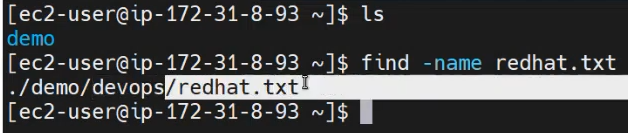 [ec2-user@ip-172-31-8-93 ~]$ ls
demo
[ec2-user@ip-172-31-8-93 ~]$ find -name redhat.txt
./demo/devops/redhat.txt
[ec2-user@ip-172-31-8-93 ~]$